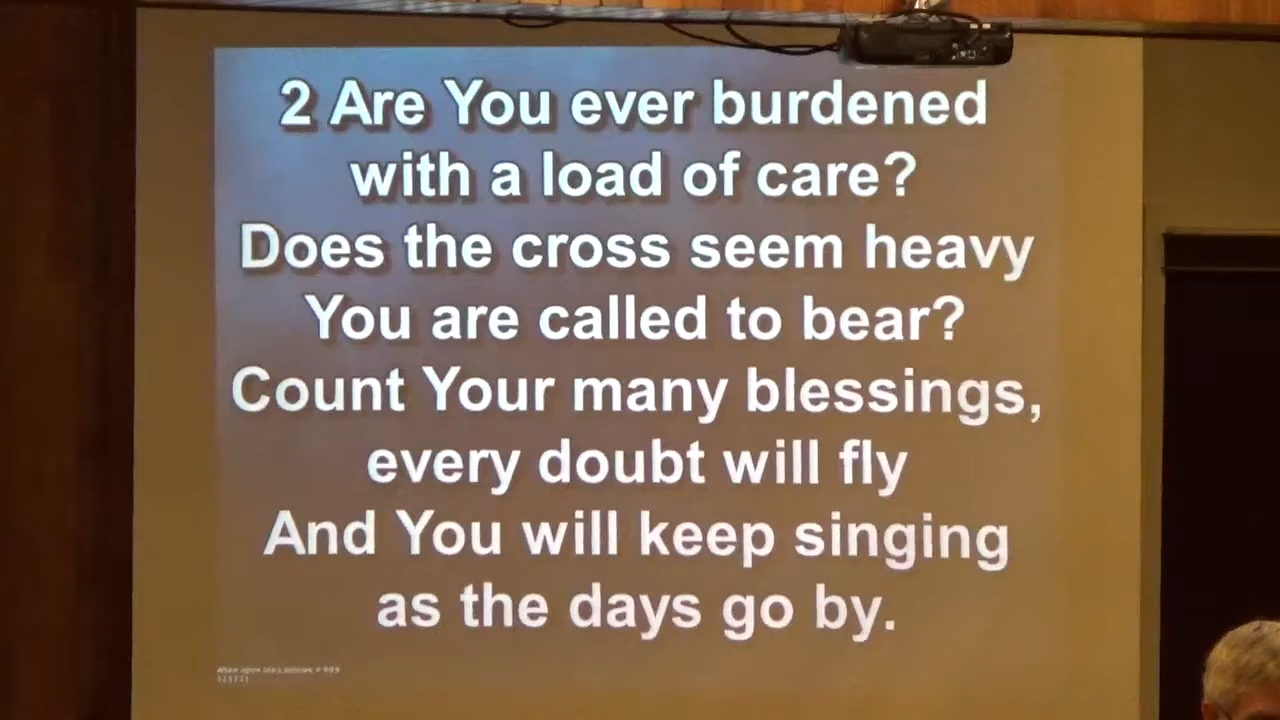 2 Are You ever burdened
with a load of care?
Does the cross seem heavy
You are called to bear?
Count Your many blessings,
every doubt will fly
And You will keep singing
as the days go by.